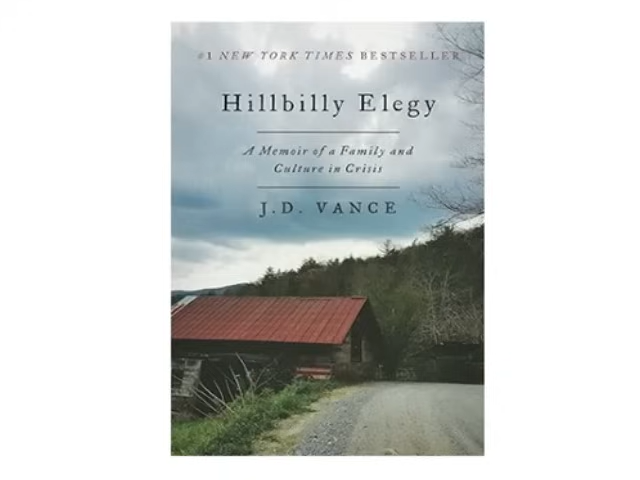 #1 NEW YORK TIMES BESTSELLER
Hillbilly Elegy
A Memoir of a Family and
Culture in Crisis
J.D. VANCE